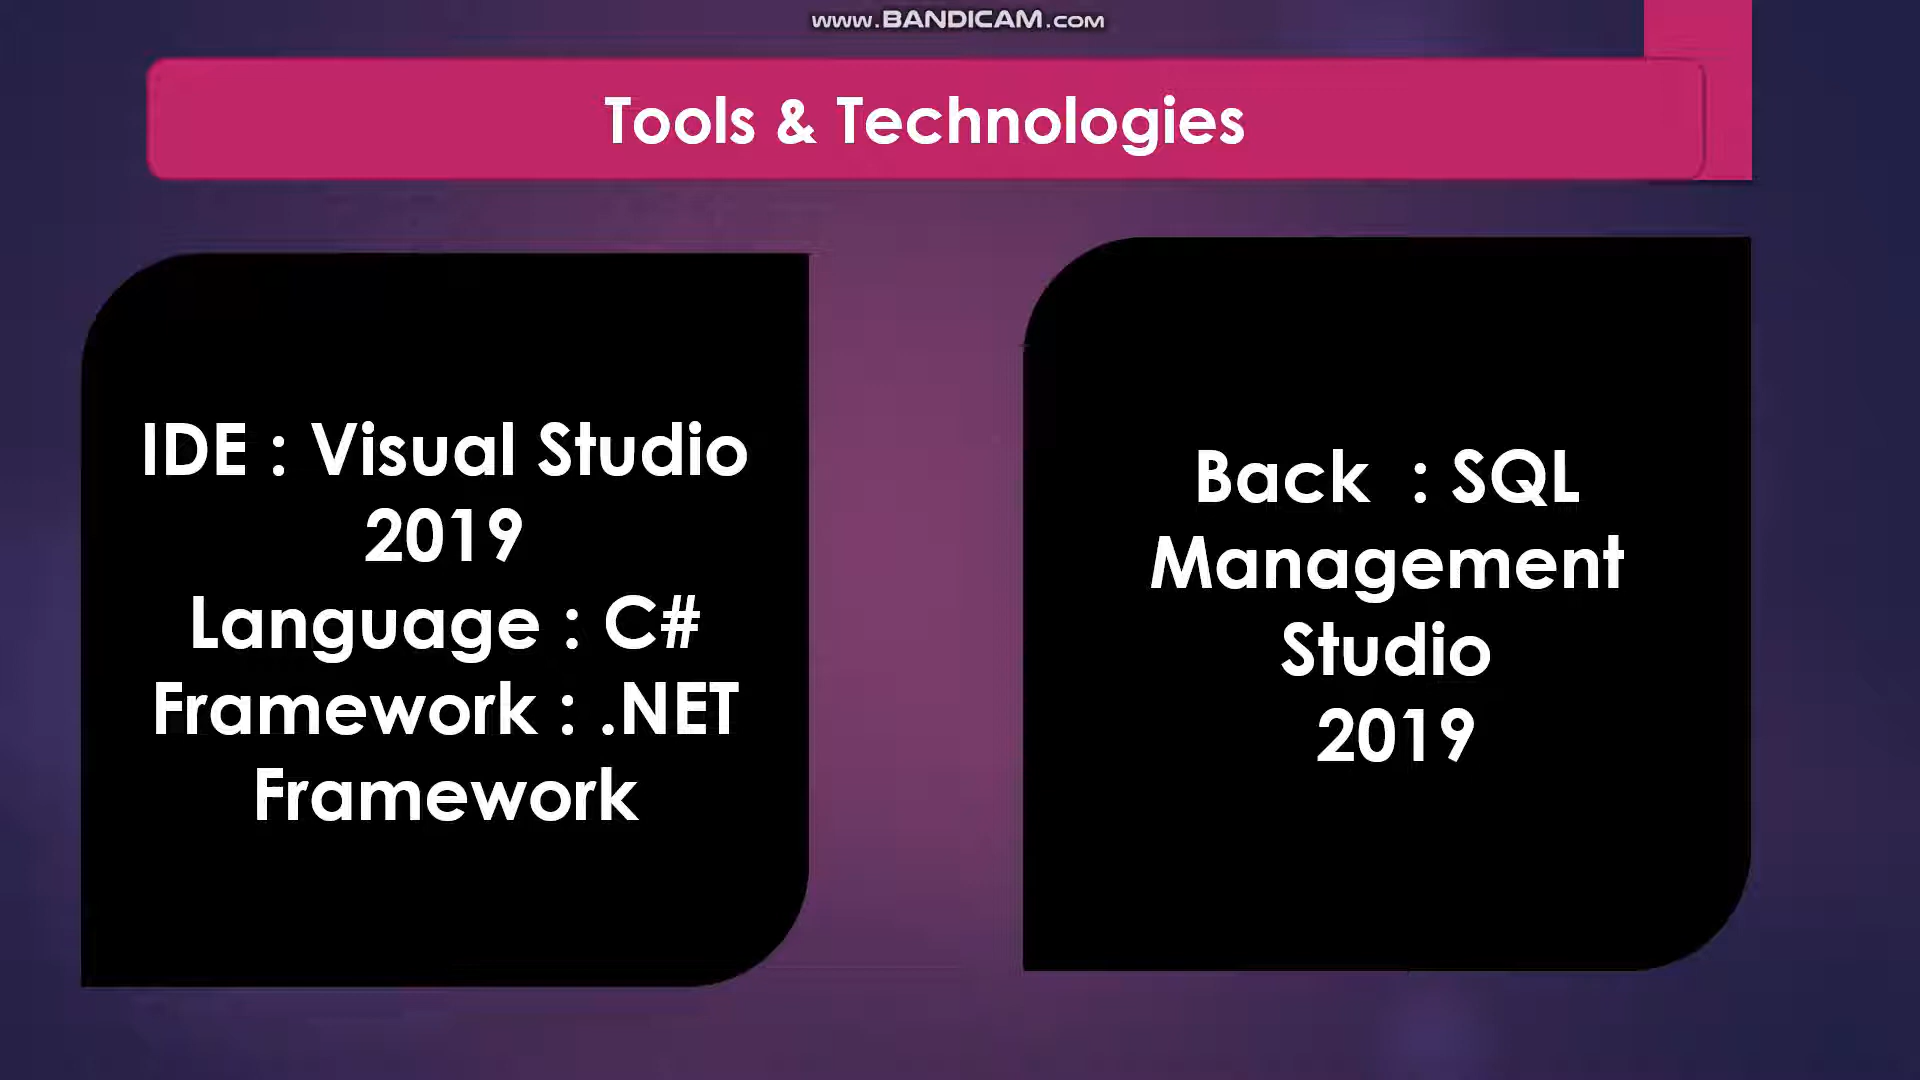 www.BANDICAM.com
Tools & Technologies
IDE : Visual Studio
2019
Language : C#
Framework : .NET
Framework
Back : SQL
Management
Studio
2019